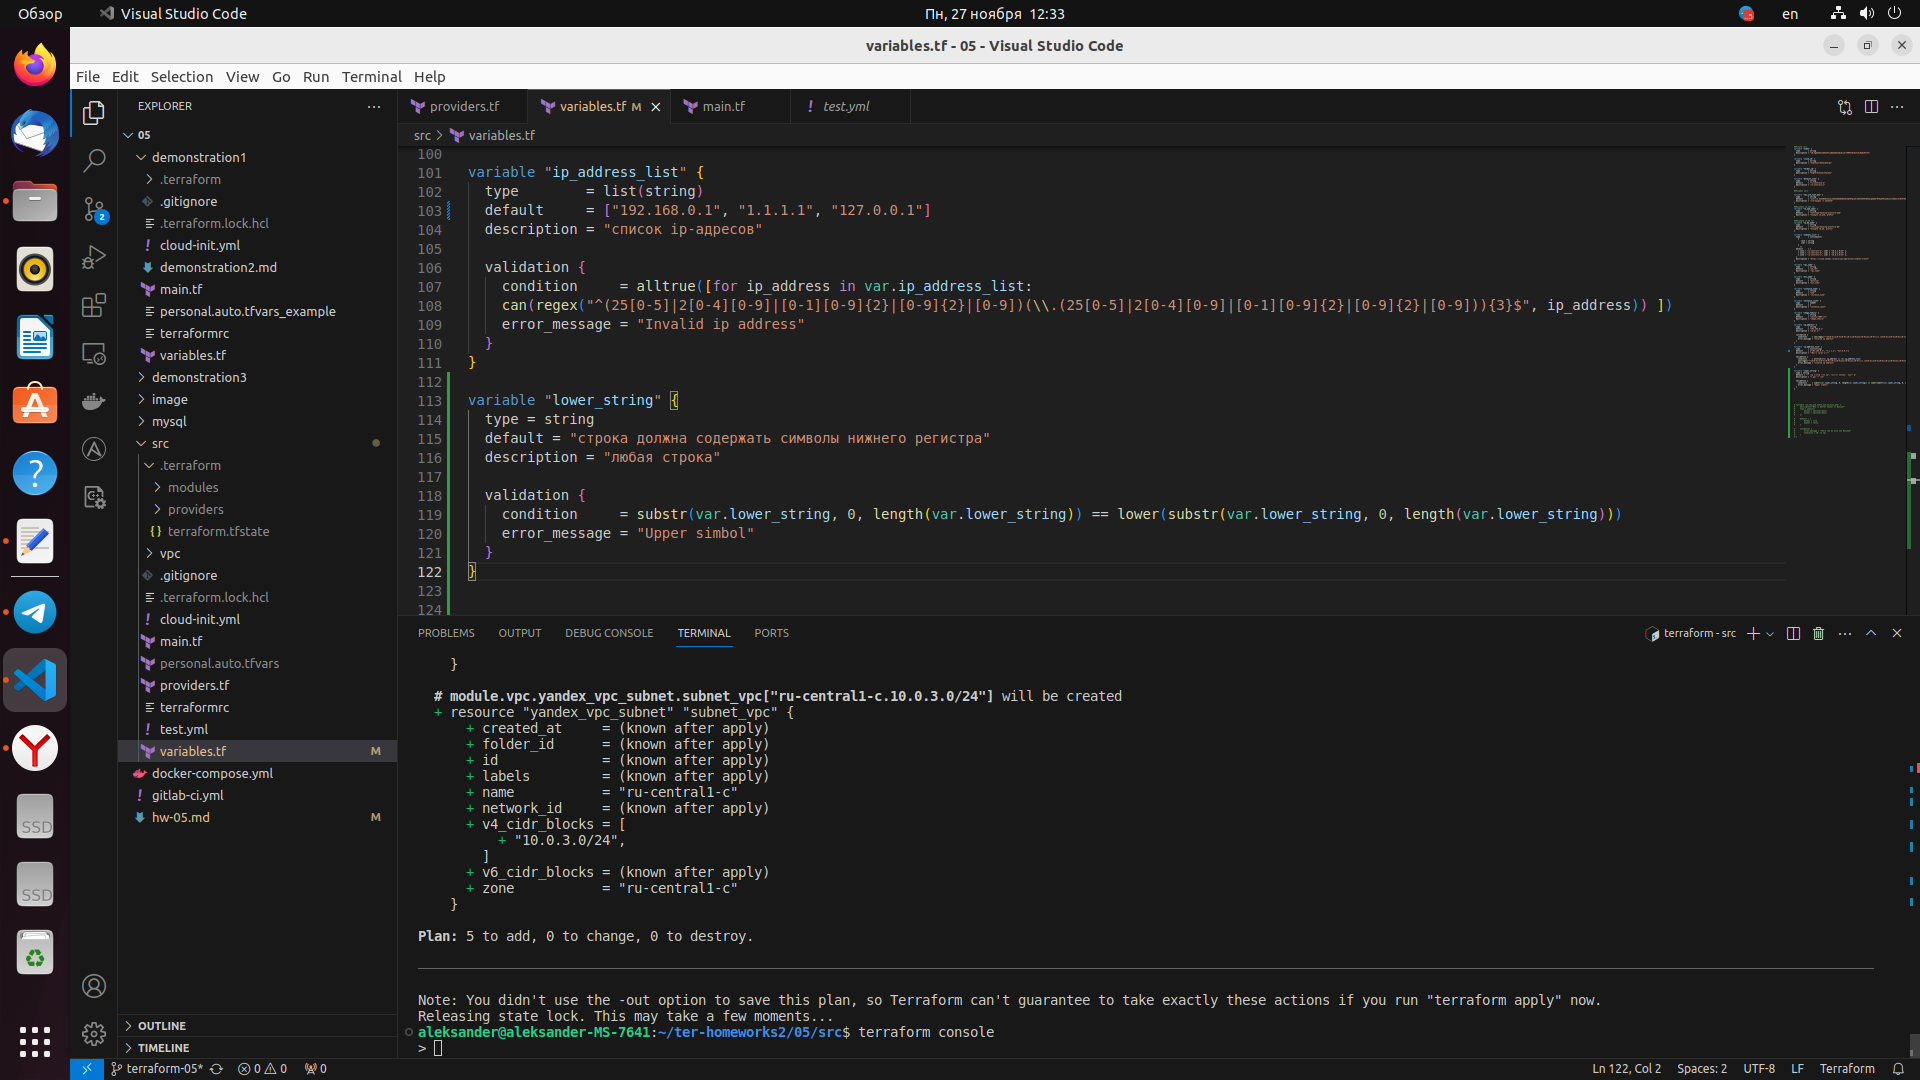 Обзор
Visual Studio Code
Пн, 27 ноября 12:33
en
variables.tf - 05 - Visual Studio Code
File Edit Selection View Go Run Terminal Help
EXPLORER
05
demonstration1
.terraform
.gitignore
.terraform.lock.hcl
cloud-init.yml
demonstration2.md
main.tf
personal.auto.tfvars_example
terraformrc
variables.tf
demonstration3
image
mysql
src
.terraform
modules
providers
terraform.tfstate
vpc
.gitignore
.terraform.lock.hcl
cloud-init.yml
main.tf
personal.auto.tfvars
providers.tf
terraformrc
test.yml
variables.tf M
docker-compose.yml
gitlab-ci.yml
hw-05.md M
OUTLINE
TIMELINE
2
SSD
SSD
providers.tf
variables.tf M
main.tf
test.yml
src > variables.tf
100
101 variable "ip_address_list" {
102 type = list(string)
103 default = ["192.168.0.1", "1.1.1.1", "127.0.0.1"]
104 description = "список ip-адресов"
105
106 validation {
107 condition = alltrue([for ip_address in var.ip_address_list:
108 can(regex("^(25[0-5]|2[0-4][0-9]|[0-1][0-9]{2}|[0-9]{2}|[0-9])(\\.(25[0-5]|2[0-4][0-9]|[0-1][0-9]{2}|[0-9]{2}|[0-9])){3}$", ip_address)) ])
109 error_message = "Invalid ip address"
110 }
111 }
112
113 variable "lower_string" {
114 type = string
115 default = "строка должна содержать символы нижнего регистра"
116 description = "любая строка"
117
118 validation {
119 condition = substr(var.lower_string, 0, length(var.lower_string)) == lower(substr(var.lower_string, 0, length(var.lower_string)))
120 error_message = "Upper simbol"
121 }
122 }
123
124
PROBLEMS OUTPUT DEBUG CONSOLE TERMINAL PORTS
terraform - src
}
# module.vpc.yandex_vpc_subnet.subnet_vpc["ru-central1-c.10.0.3.0/24"] will be created
+ resource "yandex_vpc_subnet" "subnet_vpc" {
+ created_at = (known after apply)
+ folder_id = (known after apply)
+ id = (known after apply)
+ labels = (known after apply)
+ name = "ru-central1-c"
+ network_id = (known after apply)
+ v4_cidr_blocks = [
+ "10.0.3.0/24",
]
+ v6_cidr_blocks = (known after apply)
+ zone = "ru-central1-c"
}
Plan: 5 to add, 0 to change, 0 to destroy.
Note: You didn't use the -out option to save this plan, so Terraform can't guarantee to take exactly these actions if you run "terraform apply" now.
Releasing state lock. This may take a few moments...
aleksander@aleksander-MS-7641:~/ter-homeworks2/05/src$ terraform console
>
terraform-05* 0 0 0
Ln 122, Col 2 Spaces: 2 UTF-8 LF Terraform